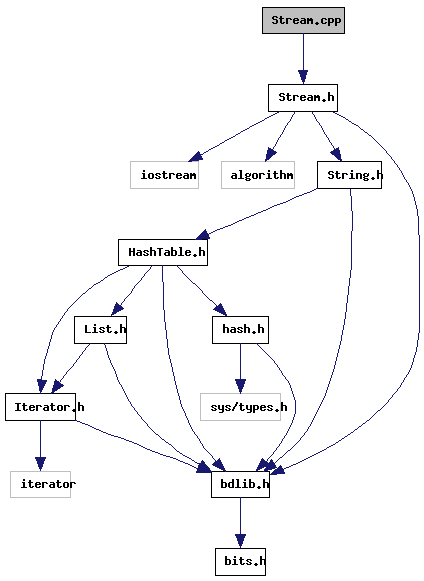 Stream.cpp
Stream.h
iostream
algorithm
String.h
HashTable.h
List.h
hash.h
Iterator.h
sys/types.h
iterator
bdlib.h
bits.h